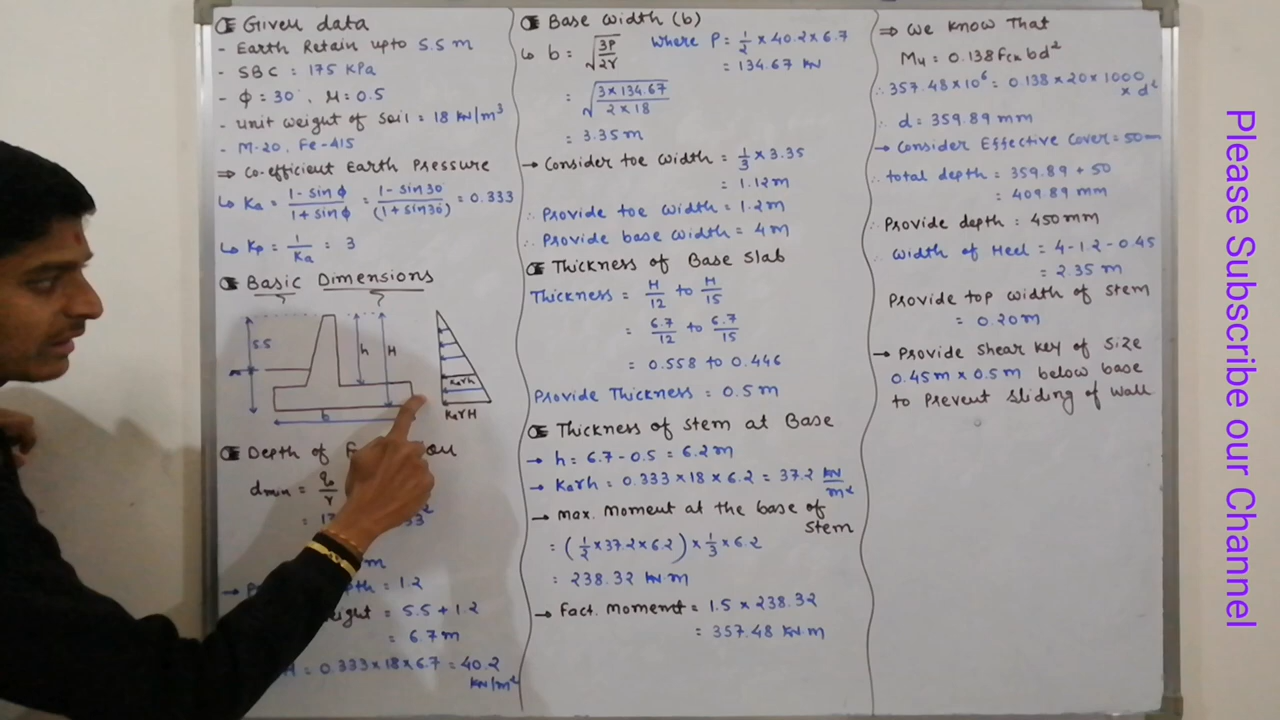 Given data
- Earth Retain upto 5.5 m
- SBC = 175 KPa
- ϕ = 30°, μ = 0.5
- Unit weight of soil = 18 KN/m³
- M-20, Fe-415
⇒ Co-efficient Earth Pressure
↳ Ka = (1 - sin ϕ)/(1 + sin ϕ) = (1 - sin 30)/(1 + sin 30) = 0.333
↳ Kp = 1/Ka = 3
Basic Dimensions
5.5
h
H
b
Kaγh
KaγH
Depth of
dmin = q₀/γ
→ = 1.2
= 5.5 + 1.2
= 6.7 m
= 0.333 × 18 × 6.7 = 40.2 KN/m²
Base Width (b)
↳ b = √(3P/2γ) Where P = 1/2 × 40.2 × 6.7
= 134.67 KN
= √((3 × 134.67)/(2 × 18))
= 3.35 m
→ Consider toe width = 1/3 × 3.35
= 1.12 m
∴ Provide toe width = 1.2 m
∴ Provide base width = 4 m
Thickness of Base Slab
Thickness = H/12 to H/15
= 6.7/12 to 6.7/15
= 0.558 to 0.446
Provide Thickness = 0.5 m
Thickness of stem at Base
→ h = 6.7 - 0.5 = 6.2 m
→ Kaγh = 0.333 × 18 × 6.2 = 37.2 KN/m²
→ Max. Moment at the base of stem
= (1/2 × 37.2 × 6.2) × 1/3 × 6.2
= 238.32 KN·m
→ Fact. Moment = 1.5 × 238.32
= 357.48 KN·m
⇒ We know That
Mu = 0.138 Fck bd²
∴ 357.48 × 10⁶ = 0.138 × 20 × 1000 × d²
∴ d = 359.89 mm
→ Consider Effective Cover = 50 mm
∴ total depth = 359.89 + 50
= 409.89 mm
∴ Provide depth = 450 mm
∴ Width of Heel = 4 - 1.2 - 0.45
= 2.35 m
Provide top width of stem
= 0.20 m
→ Provide shear key of size
0.45 m × 0.5 m below base
to Prevent sliding of wall
Please Subscribe our Channel